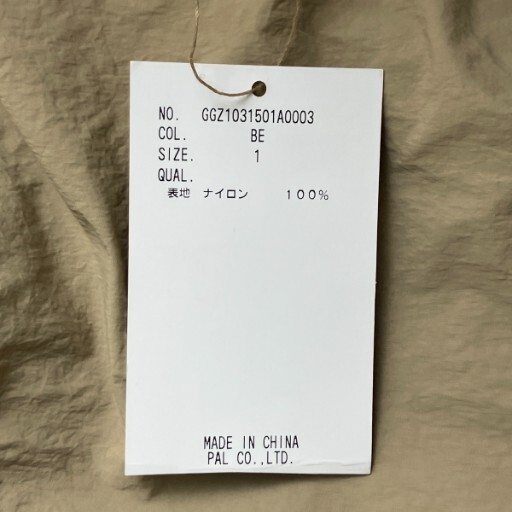 NO. GGZ1031501A0003
COL. BE
SIZE. 1
QUAL.
表地 ナイロン 100%
MADE IN CHINA
PAL CO.,LTD.